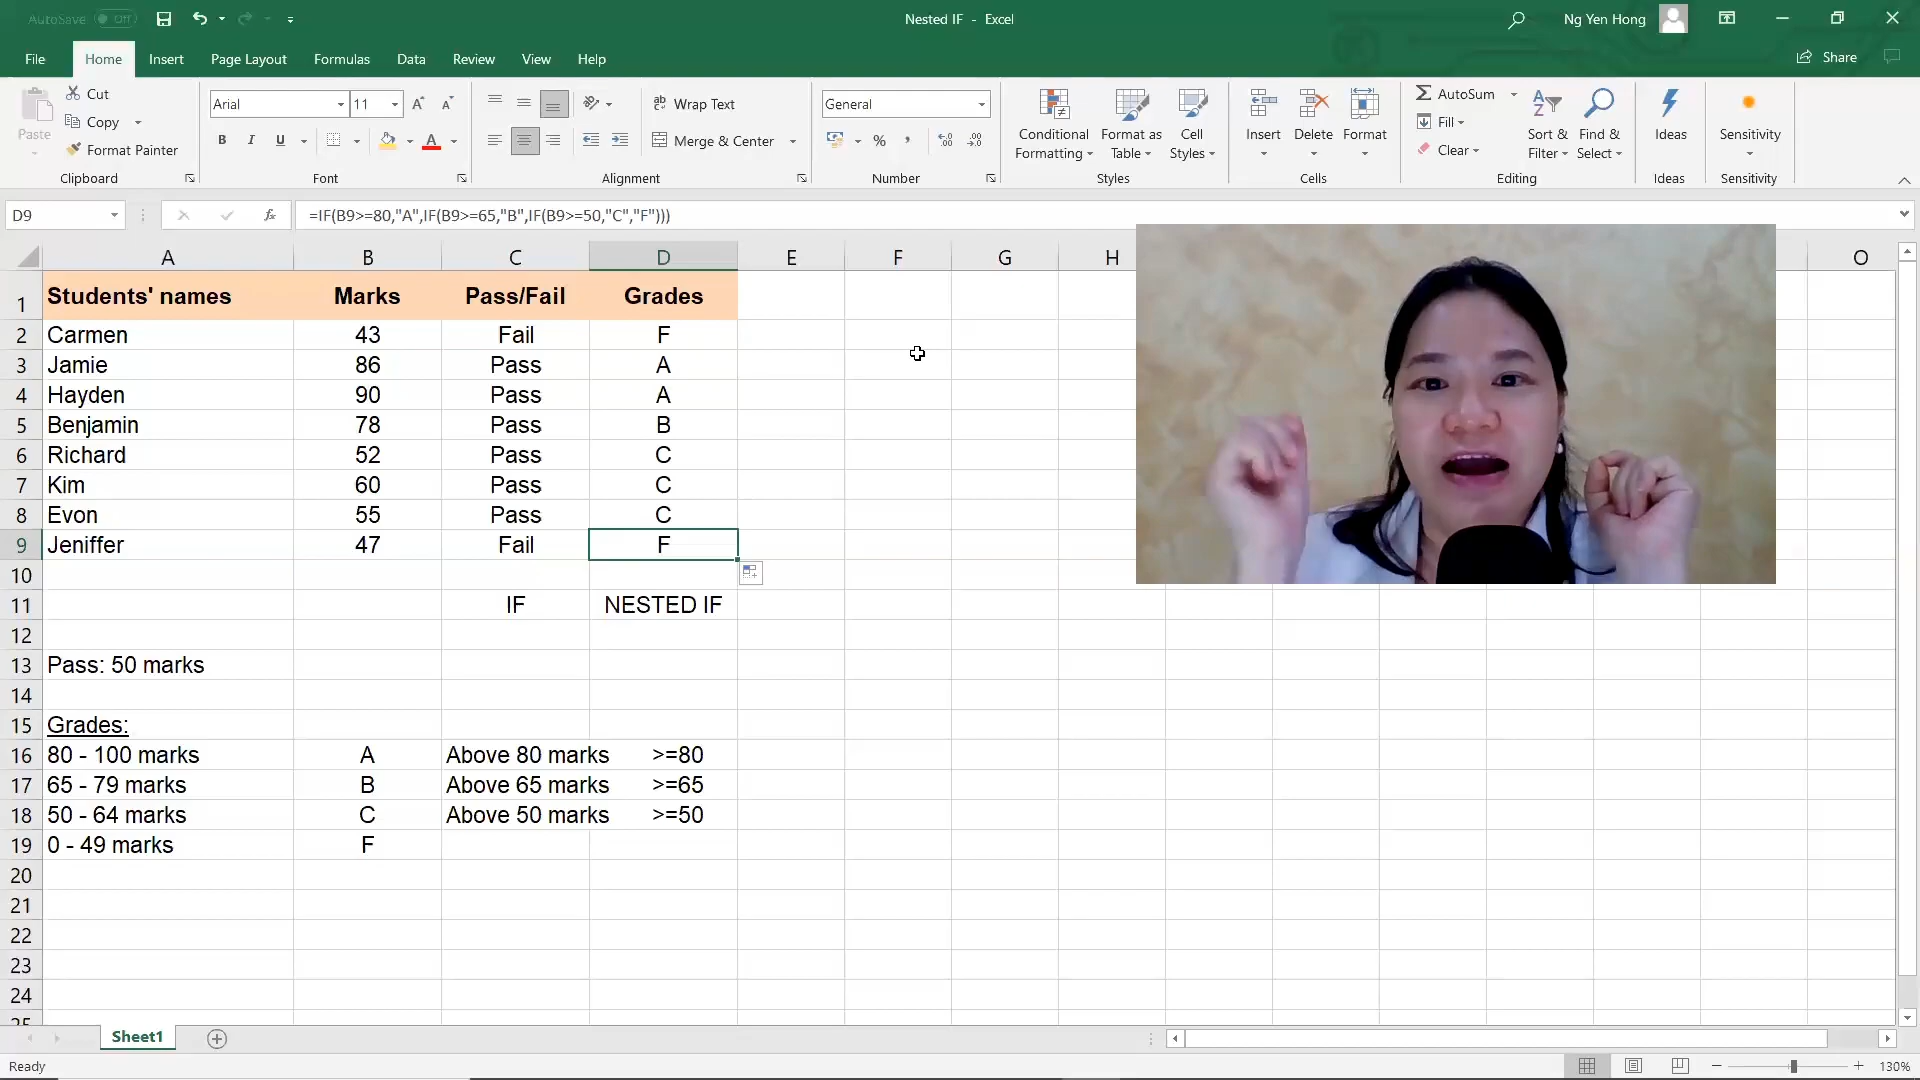 AutoSave Off
Nested IF - Excel
Ng Yen Hong
File Home Insert Page Layout Formulas Data Review View Help
Share
Paste
Cut
Copy
Format Painter
Clipboard
Arial 11
B I U
Font
Wrap Text
Merge & Center
Alignment
General
%
Number
Conditional Formatting
Format as Table
Cell Styles
Styles
Insert
Delete
Format
Cells
AutoSum
Fill
Clear
Sort & Filter
Find & Select
Editing
Ideas
Ideas
Sensitivity
Sensitivity
D9 fx =IF(B9>=80,"A",IF(B9>=65,"B",IF(B9>=50,"C","F")))
A B C D E F G H O
1 Students' names Marks Pass/Fail Grades
2 Carmen 43 Fail F
3 Jamie 86 Pass A
4 Hayden 90 Pass A
5 Benjamin 78 Pass B
6 Richard 52 Pass C
7 Kim 60 Pass C
8 Evon 55 Pass C
9 Jeniffer 47 Fail F
10
11 IF NESTED IF
12
13 Pass: 50 marks
14
15 Grades:
16 80 - 100 marks A Above 80 marks >=80
17 65 - 79 marks B Above 65 marks >=65
18 50 - 64 marks C Above 50 marks >=50
19 0 - 49 marks F
20
21
22
23
24
25
Sheet1
Ready
130%